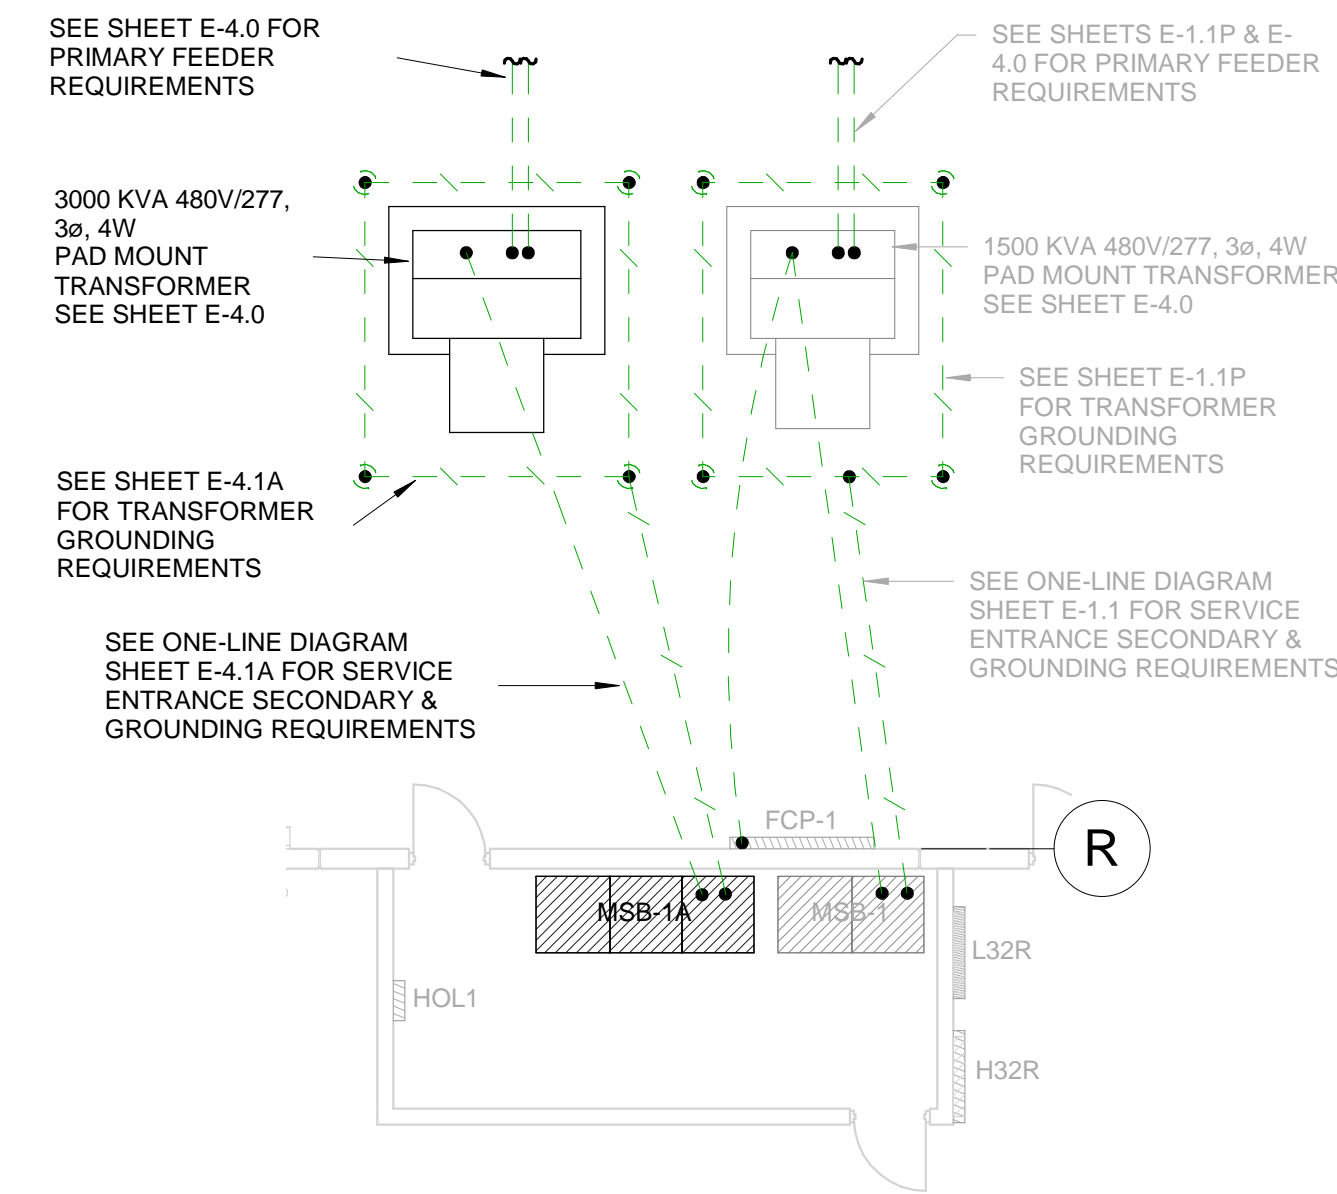 SEE SHEET E-4.0 FOR
PRIMARY FEEDER
REQUIREMENTS
SEE SHEETS E-1.1P & E-
4.0 FOR PRIMARY FEEDER
REQUIREMENTS
3000 KVA 480V/277,
3ø, 4W
PAD MOUNT
TRANSFORMER
SEE SHEET E-4.0
1500 KVA 480V/277, 3ø, 4W
PAD MOUNT TRANSFORMER
SEE SHEET E-4.0
SEE SHEET E-1.1P
FOR TRANSFORMER
GROUNDING
REQUIREMENTS
SEE SHEET E-4.1A
FOR TRANSFORMER
GROUNDING
REQUIREMENTS
SEE ONE-LINE DIAGRAM
SHEET E-1.1 FOR SERVICE
ENTRANCE SECONDARY &
GROUNDING REQUIREMENTS
SEE ONE-LINE DIAGRAM
SHEET E-4.1A FOR SERVICE
ENTRANCE SECONDARY &
GROUNDING REQUIREMENTS
FCP-1
R
MSB-1A
MSB-1
L32R
HOL1
H32R